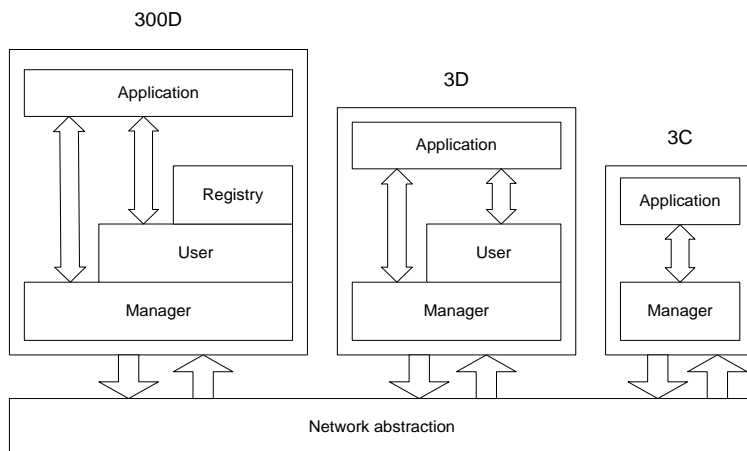 300D
Application
Registry
User
Manager
3D
Application
User
Manager
3C
Application
Manager
Network abstraction